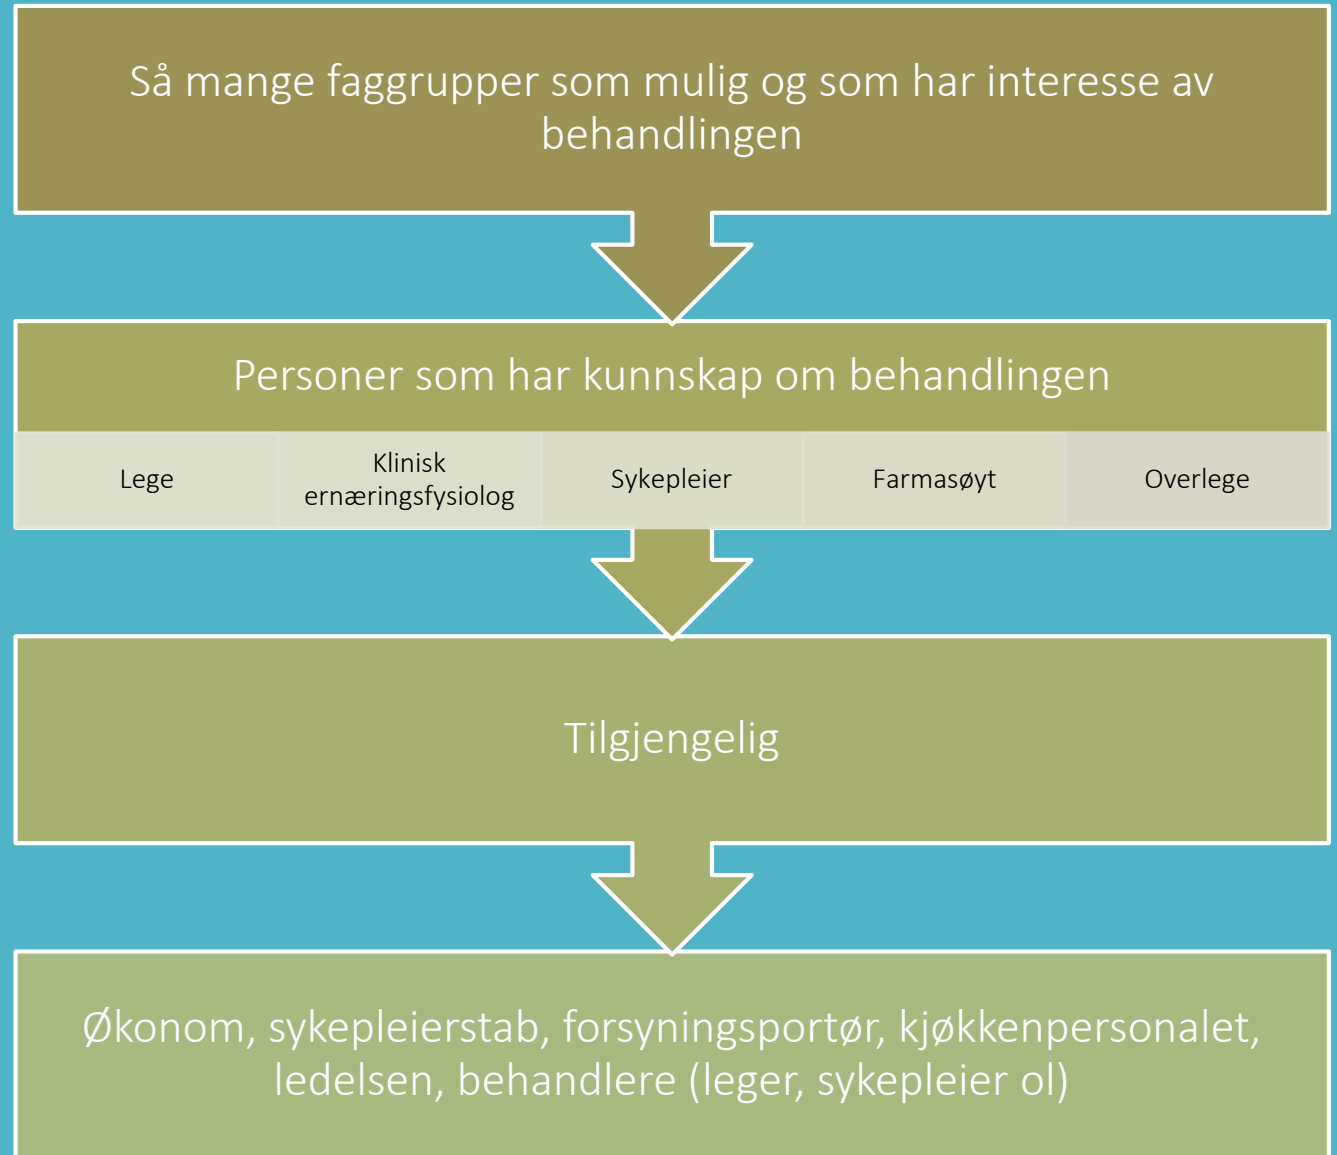 Så mange faggrupper som mulig og som har interesse av
behandlingen
Personer som har kunnskap om behandlingen
Lege
Klinisk
ernæringsfysiolog
Sykepleier
Farmasøyt
Overlege
Tilgjengelig
Økonom, sykepleierstab, forsyningsportør, kjøkkenpersonalet,
ledelsen, behandlere (leger, sykepleier ol)